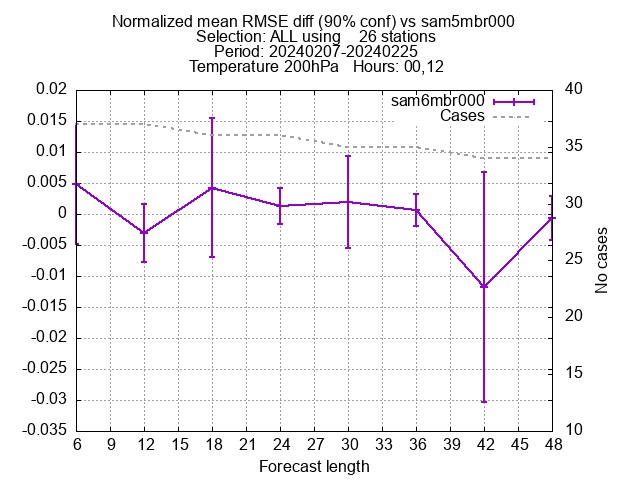 Normalized mean RMSE diff (90% conf) vs sam5mbr000
Selection: ALL using    26 stations
Period: 20240207-20240225
Temperature 200hPa   Hours: 00,12
sam6mbr000
Cases
0.02
0.015
0.01
0.005
0
-0.005
-0.01
-0.015
-0.02
-0.025
-0.03
-0.035
40
35
30
25
20
15
10
No cases
6 9 12 15 18 21 24 27 30 33 36 39 42 45 48
Forecast length